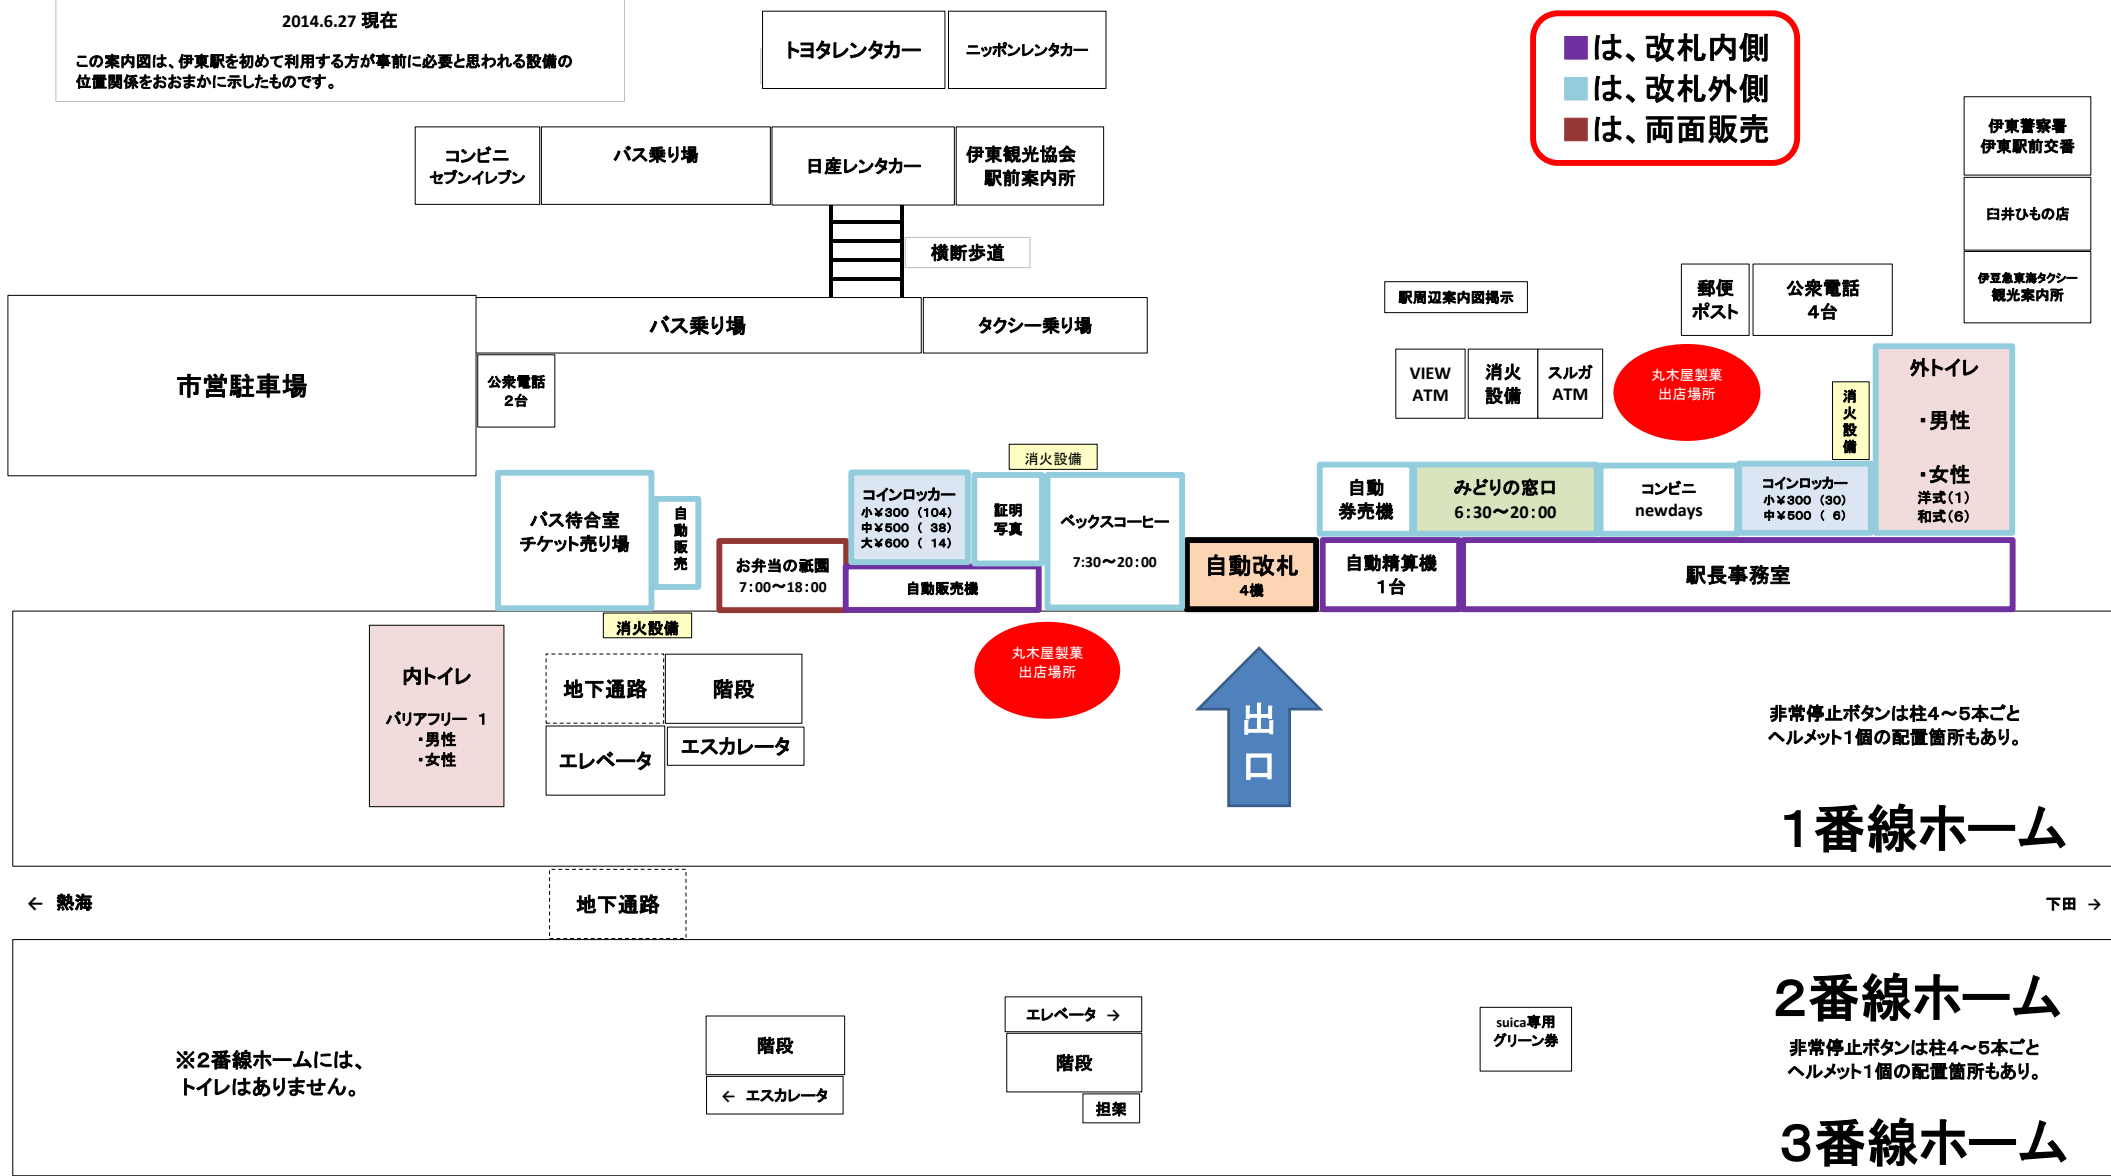 2014.6.27 現在
この案内図は、伊東駅を初めて利用する方が事前に必要と思われる設備の
位置関係をおおまかに示したものです。
トヨタレンタカー
ニッポンレンタカー
■は、改札内側
■は、改札外側
■は、両面販売
伊東警察署
伊東駅前交番
臼井ひもの店
伊豆急東海タクシー
観光案内所
コンビニ
セブンイレブン
バス乗り場
日産レンタカー
伊東観光協会
駅前案内所
横断歩道
バス乗り場
タクシー乗り場
駅周辺案内図掲示
郵便
ポスト
公衆電話
4台
市営駐車場
公衆電話
2台
VIEW
ATM
消火
設備
スルガ
ATM
丸木屋製菓
出店場所
消火設備
外トイレ
・男性
・女性
洋式(1)
和式(6)
バス待合室
チケット売り場
自動販売
お弁当の祇園
7:00～18:00
コインロッカー
小¥300（104）
中¥500（ 38）
大¥600（ 14）
証明
写真
消火設備
自動販売機
ベックスコーヒー
7:30～20:00
自動改札
4機
自動
券売機
みどりの窓口
6:30～20:00
コンビニ
newdays
コインロッカー
小¥300（30）
中¥500（ 6）
自動精算機
1台
駅長事務室
消火設備
内トイレ
バリアフリー 1
・男性
・女性
地下通路
階段
エレベータ
エスカレータ
丸木屋製菓
出店場所
出口
非常停止ボタンは柱4～5本ごと
ヘルメット1個の配置箇所もあり。
1番線ホーム
← 熱海
地下通路
下田 →
※2番線ホームには、
トイレはありません。
階段
← エスカレータ
エレベータ →
階段
担架
suica専用
グリーン券
2番線ホーム
非常停止ボタンは柱4～5本ごと
ヘルメット1個の配置箇所もあり。
3番線ホーム